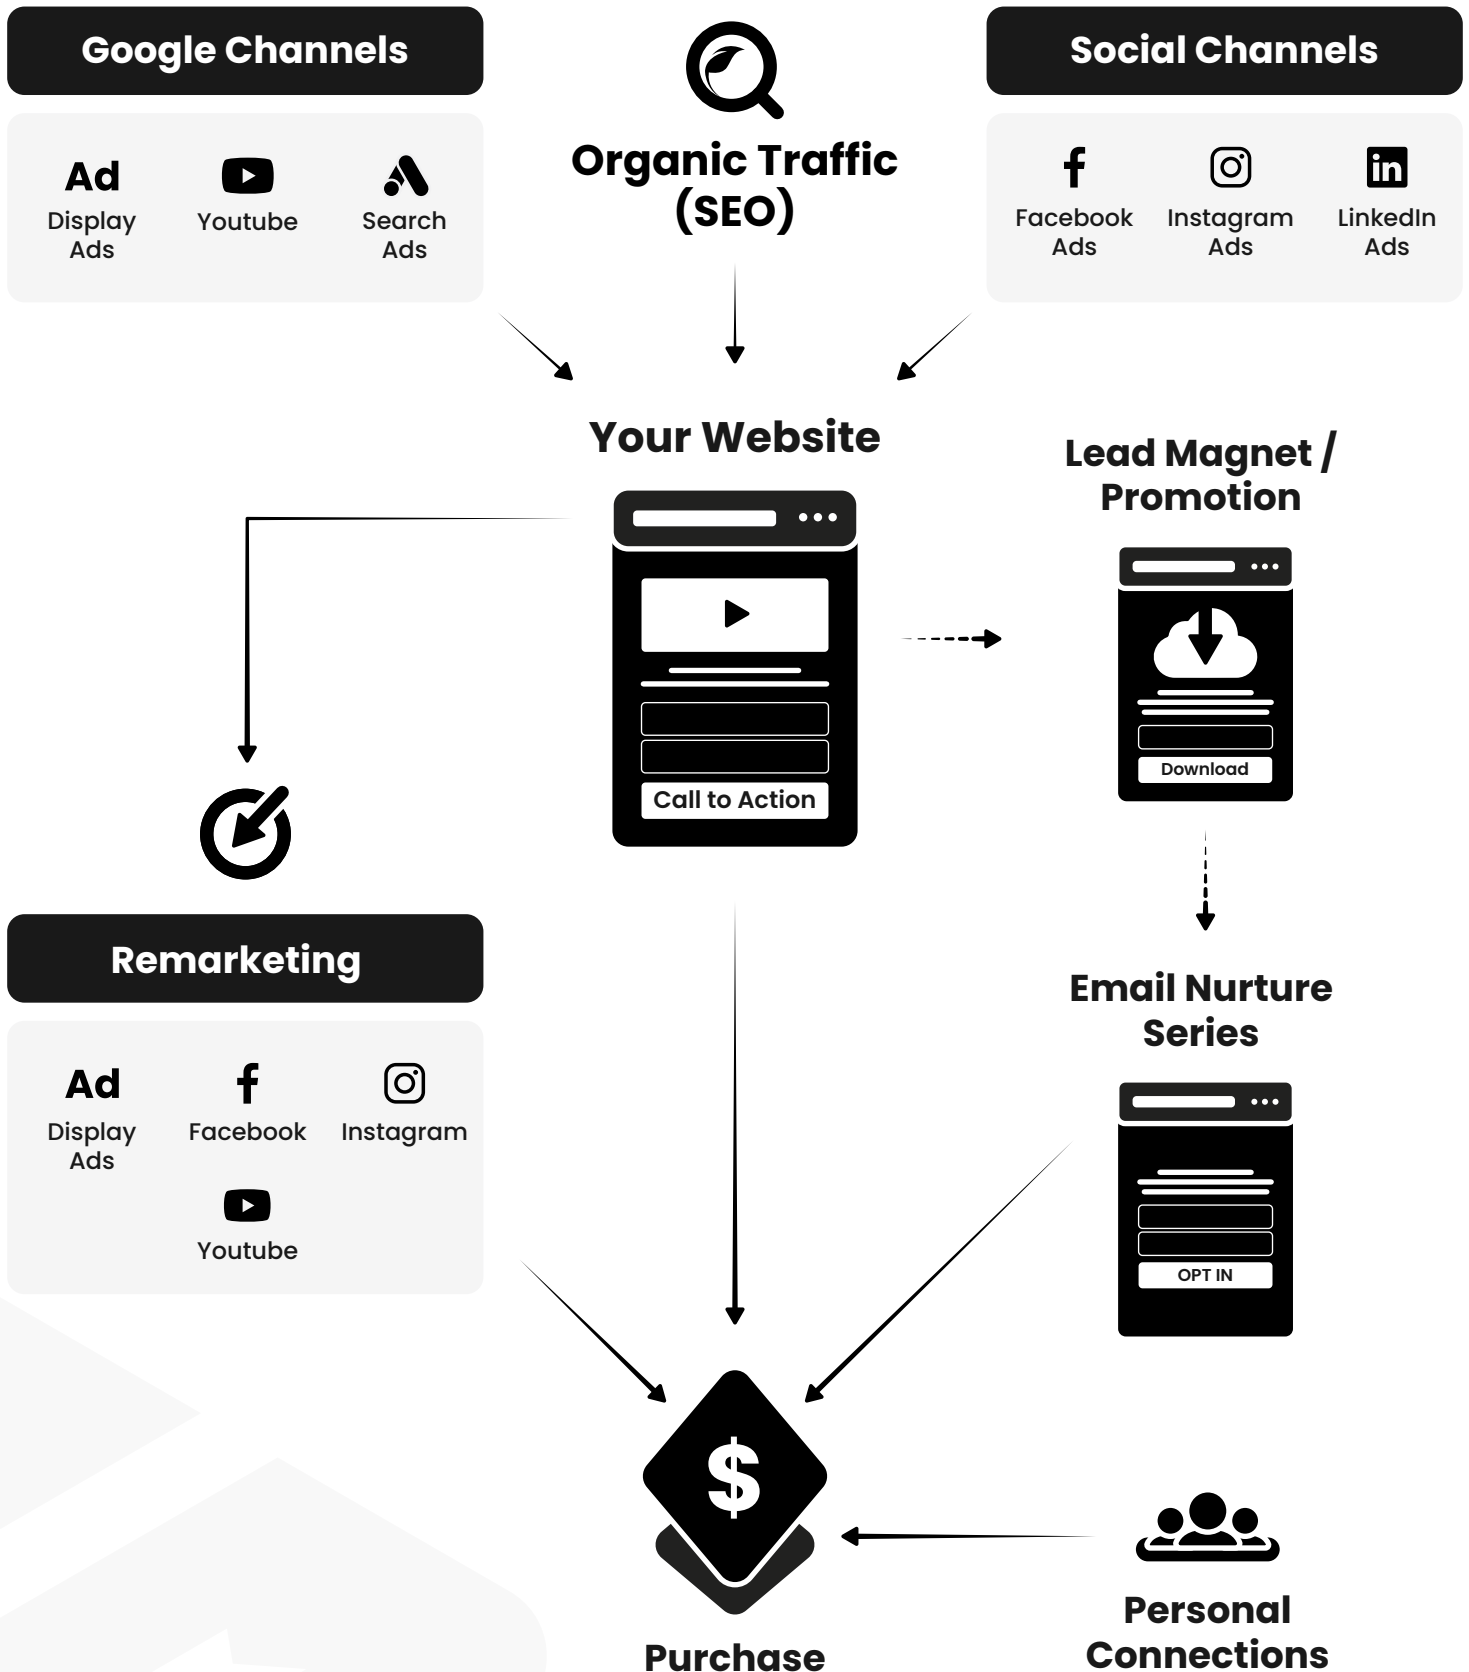 Google Channels
Ad
Display
Ads
Youtube
Search
Ads
Organic Traffic
(SEO)
Social Channels
Facebook
Ads
Instagram
Ads
in
LinkedIn
Ads
Your Website
Call to Action
Lead Magnet /
Promotion
Download
Remarketing
Ad
Display
Ads
Facebook
Instagram
Youtube
Email Nurture
Series
OPT IN
$
Purchase
Personal
Connections